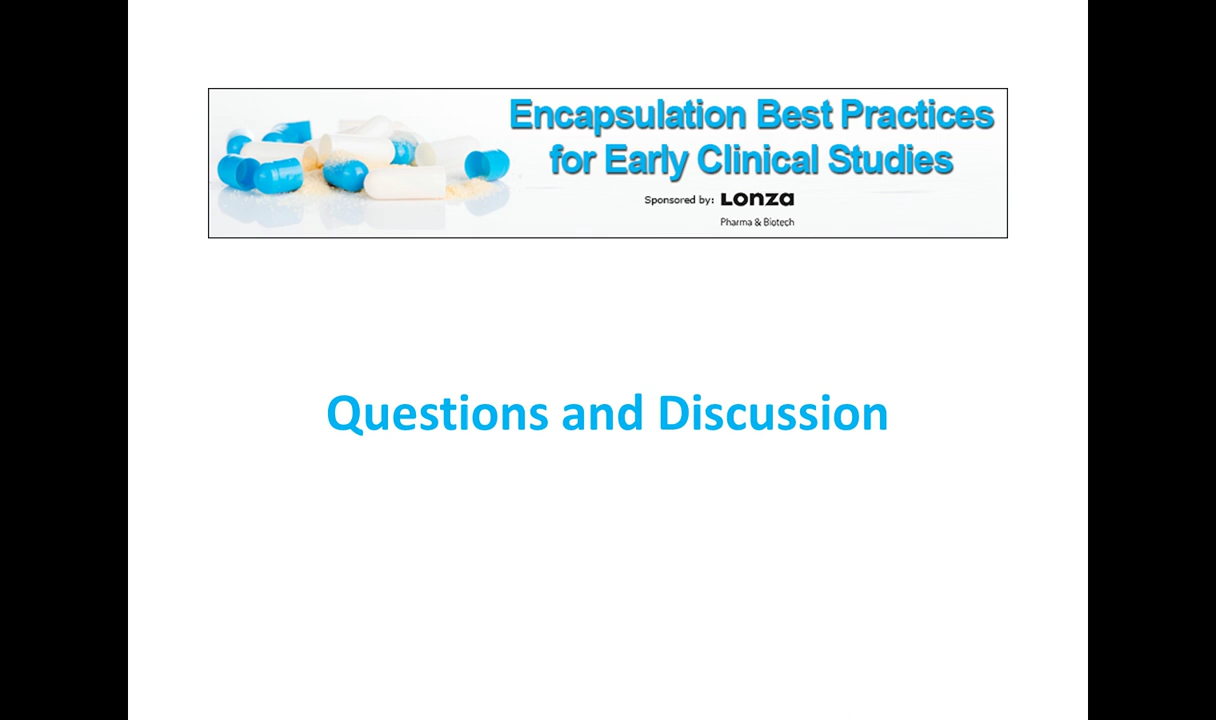 Encapsulation Best Practices
for Early Clinical Studies
Sponsored by: Lonza
Pharma & Biotech
Questions and Discussion